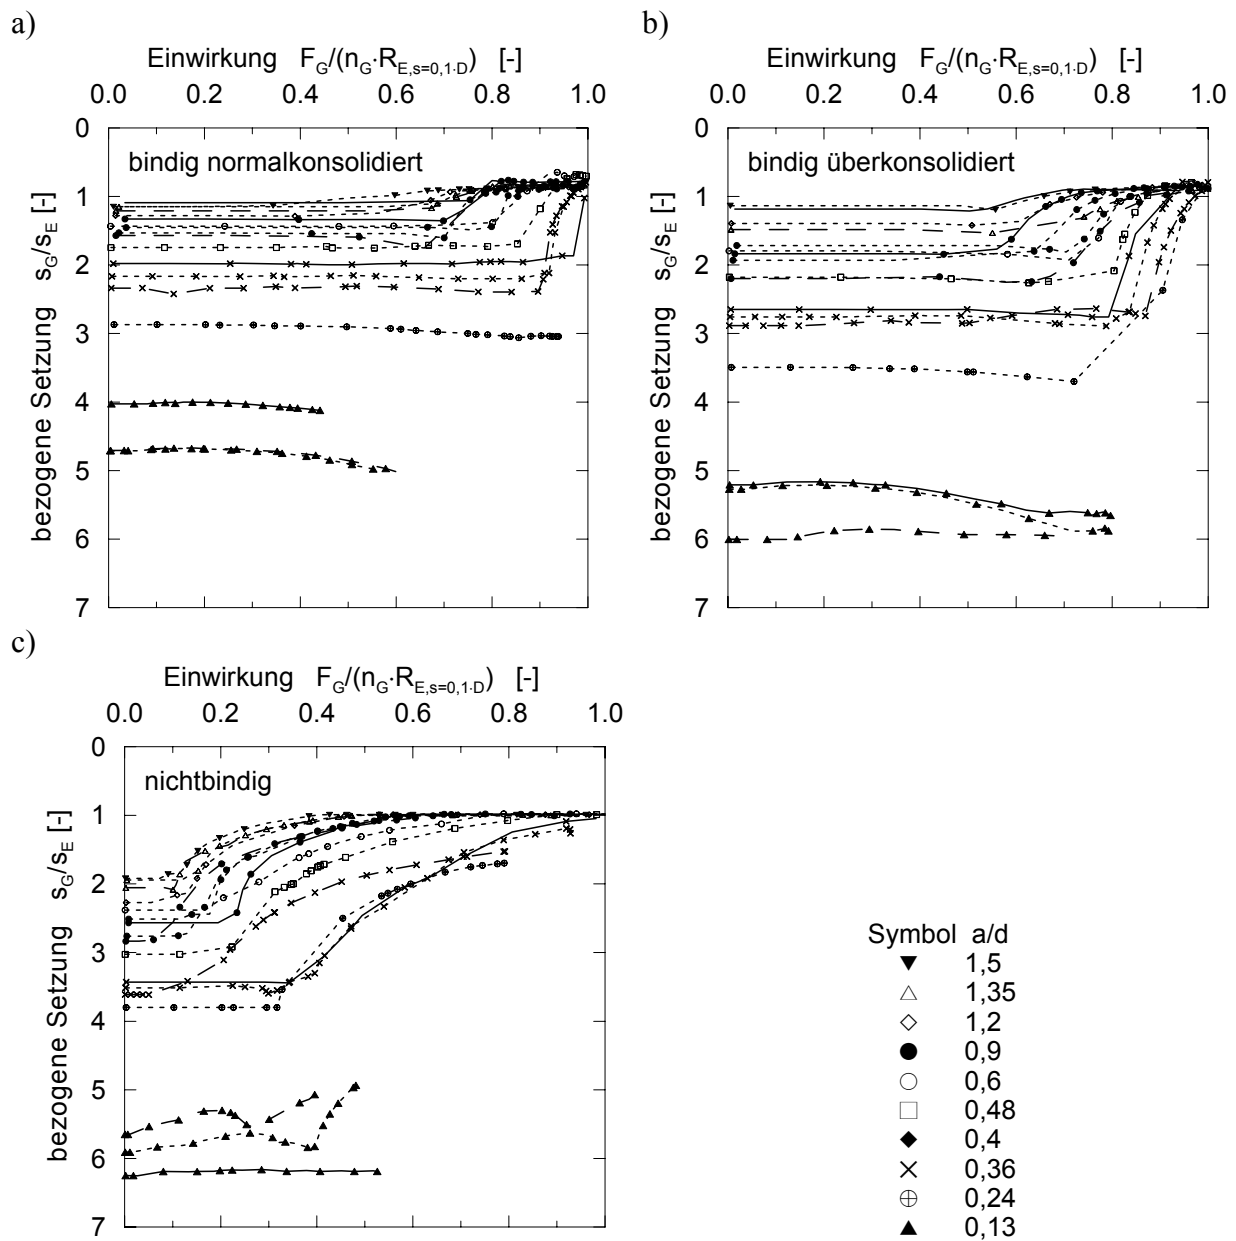 a)
Einwirkung F_G/(n_G·R_E,s=0,1·D) [-]
0.0 0.2 0.4 0.6 0.8 1.0
0
1
2
3
4
5
6
7
bezogene Setzung s_G/s_E [-]
bindig normalkonsolidiert
b)
Einwirkung F_G/(n_G·R_E,s=0,1·D) [-]
0.0 0.2 0.4 0.6 0.8 1.0
0
1
2
3
4
5
6
7
bezogene Setzung s_G/s_E [-]
bindig überkonsolidiert
c)
Einwirkung F_G/(n_G·R_E,s=0,1·D) [-]
0.0 0.2 0.4 0.6 0.8 1.0
0
1
2
3
4
5
6
7
bezogene Setzung s_G/s_E [-]
nichtbindig
Symbol a/d
1,5
1,35
1,2
0,9
0,6
0,48
0,4
0,36
0,24
0,13